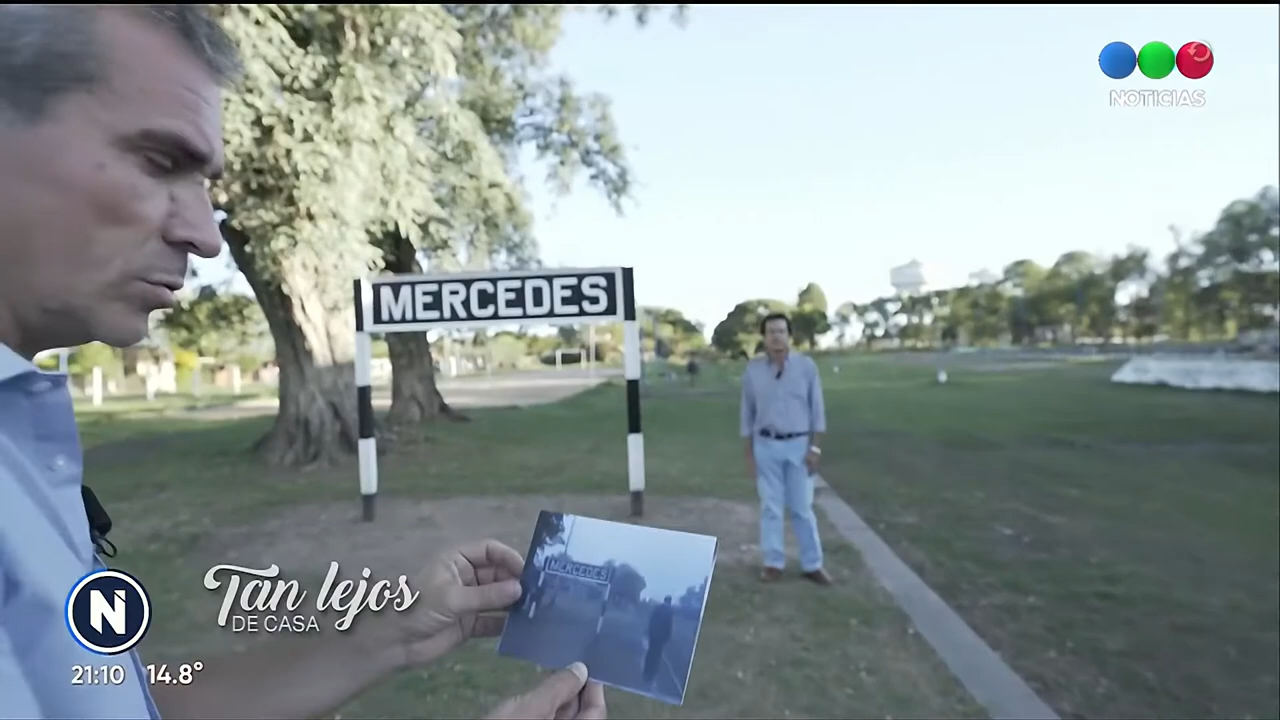 NOTICIAS
MERCEDES
MERCEDES
Tan lejos
DE CASA
N
21:10 14.8°